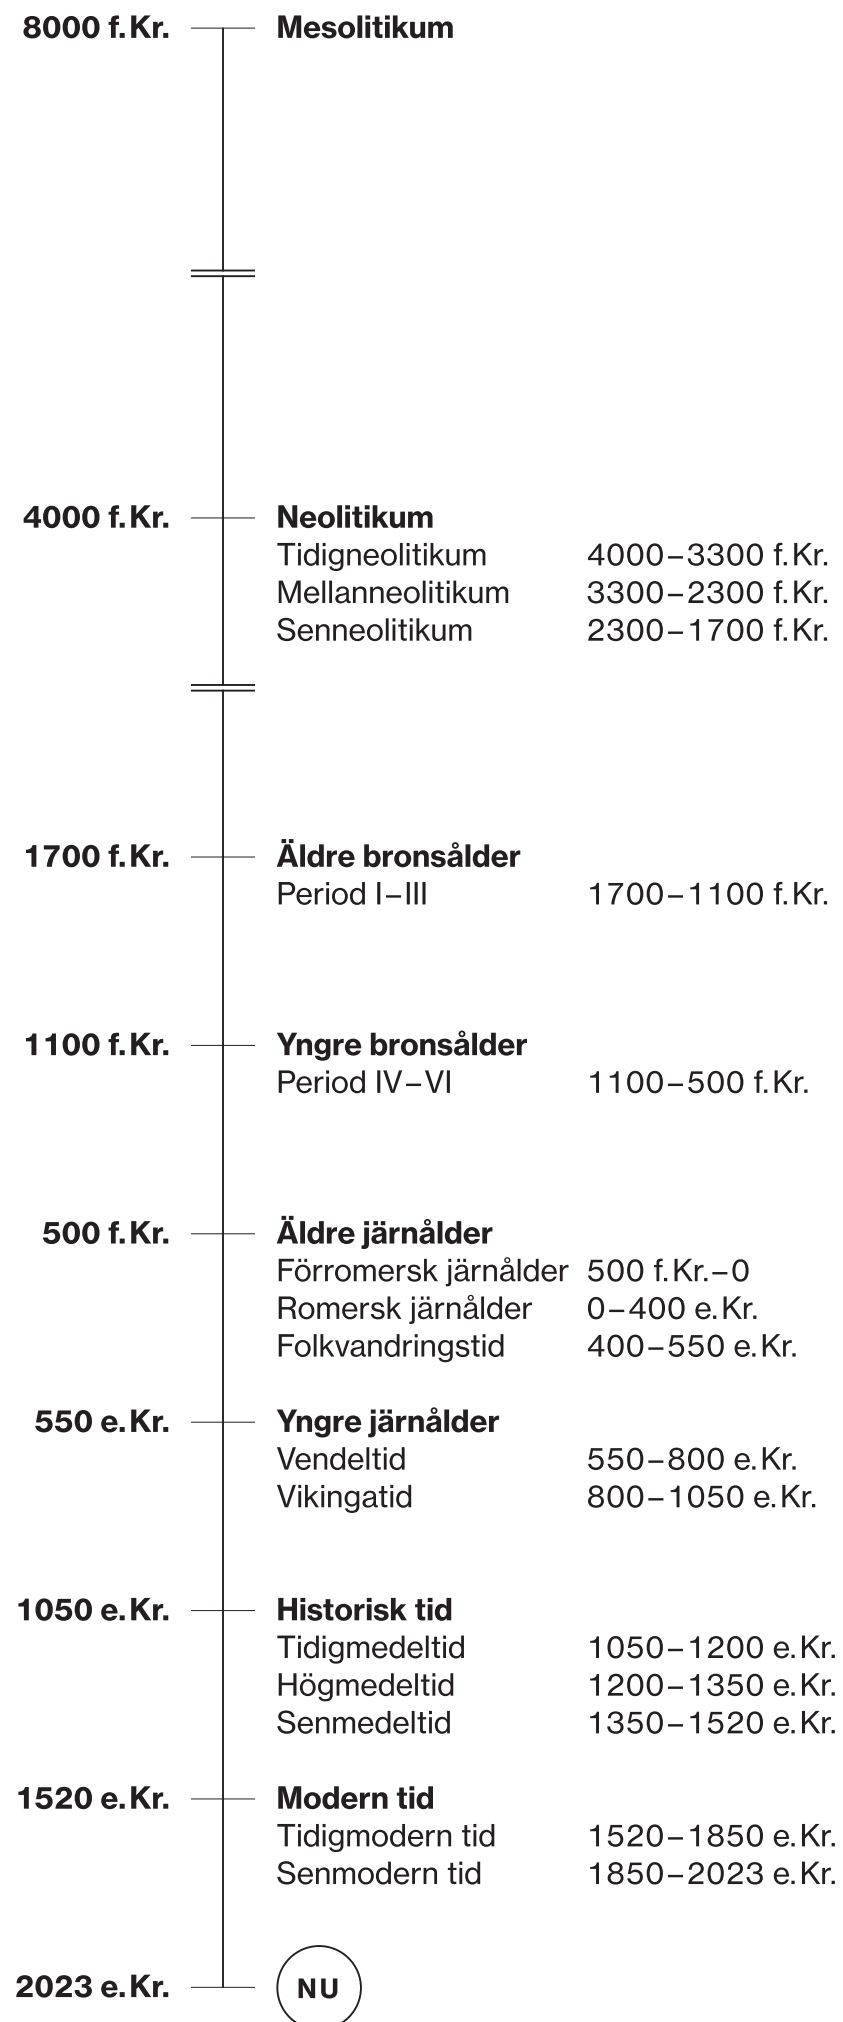 8000 f.Kr. Mesolitikum
4000 f.Kr. Neolitikum
Tidigneolitikum 4000–3300 f.Kr.
Mellanneolitikum 3300–2300 f.Kr.
Senneolitikum 2300–1700 f.Kr.
1700 f.Kr. Äldre bronsålder
Period I–III 1700–1100 f.Kr.
1100 f.Kr. Yngre bronsålder
Period IV–VI 1100–500 f.Kr.
500 f.Kr. Äldre järnålder
Förromersk järnålder 500 f.Kr.–0
Romersk järnålder 0–400 e.Kr.
Folkvandringstid 400–550 e.Kr.
550 e.Kr. Yngre järnålder
Vendeltid 550–800 e.Kr.
Vikingatid 800–1050 e.Kr.
1050 e.Kr. Historisk tid
Tidigmedeltid 1050–1200 e.Kr.
Högmedeltid 1200–1350 e.Kr.
Senmedeltid 1350–1520 e.Kr.
1520 e.Kr. Modern tid
Tidigmodern tid 1520–1850 e.Kr.
Senmodern tid 1850–2023 e.Kr.
2023 e.Kr. NU